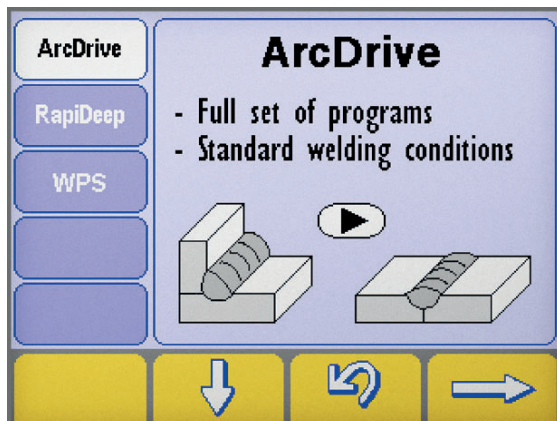 ArcDrive
RapiDeep
WPS
ArcDrive
- Full set of programs
- Standard welding conditions